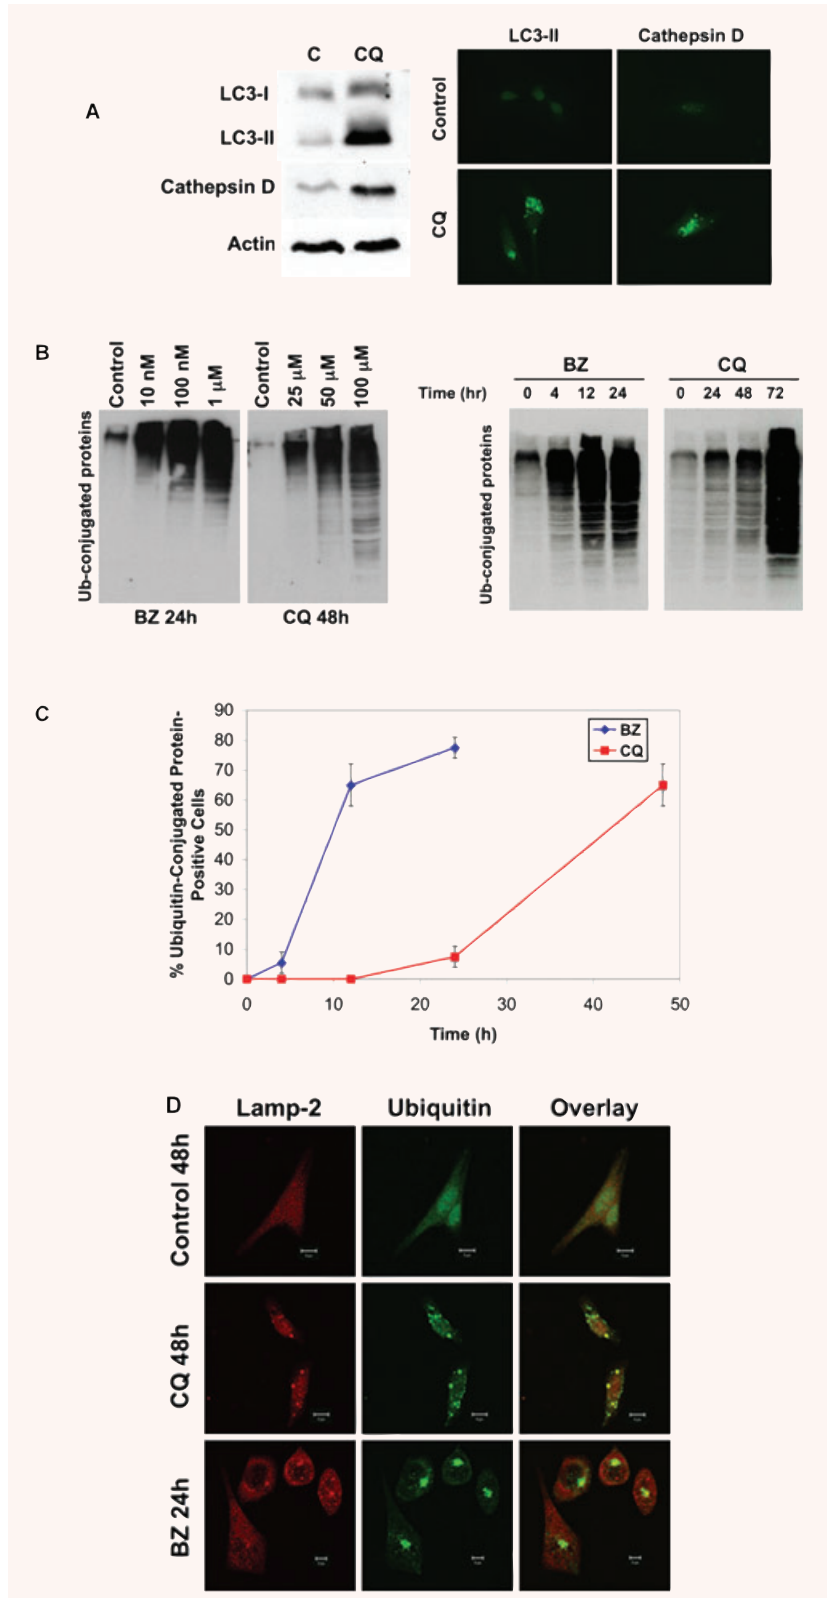 A
C CQ
LC3-I
LC3-II
Cathepsin D
Actin
LC3-II Cathepsin D
Control
CQ
B
Control 10 nM 100 nM 1 µM
Control 25 µM 50 µM 100 µM
Ub-conjugated proteins
BZ 24h CQ 48h
BZ CQ
Time (hr) 0 4 12 24 0 24 48 72
Ub-conjugated proteins
C
% Ubiquitin-Conjugated Protein-
Positive Cells
90
80
70
60
50
40
30
20
10
0
BZ
CQ
0 10 20 30 40 50
Time (h)
D
Lamp-2 Ubiquitin Overlay
Control 48h
CQ 48h
BZ 24h